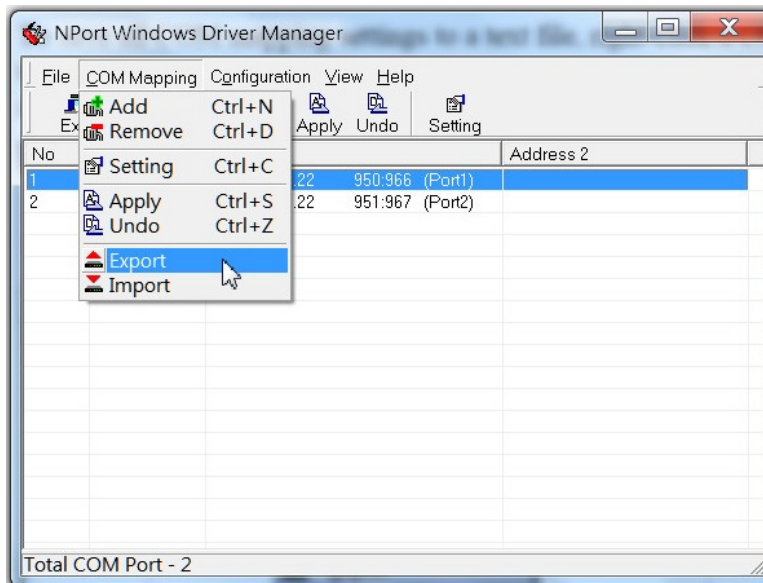 NPort Windows Driver Manager
File COM Mapping Configuration View Help
Add Ctrl+N
Remove Ctrl+D
Setting Ctrl+C
Apply Ctrl+S
Undo Ctrl+Z
Export
Import
Ex Apply Undo Setting
No Address 2
1 .22 950:966 (Port1)
2 .22 951:967 (Port2)
Total COM Port - 2